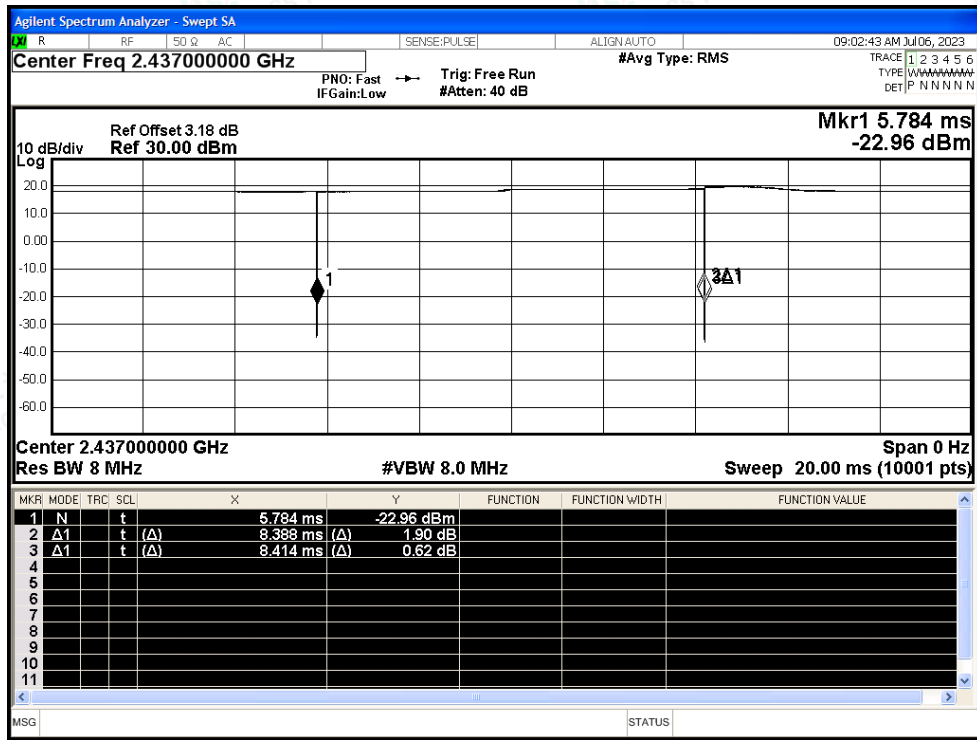 Agilent Spectrum Analyzer - Swept SA
LXI R RF 50 Ω AC SENSE:PULSE ALIGN AUTO 09:02:43 AM Jul 06, 2023
Center Freq 2.437000000 GHz #Avg Type: RMS TRACE 1 2 3 4 5 6
PNO: Fast Trig: Free Run TYPE WWWWWW
IFGain:Low #Atten: 40 dB DET P N N N N N
Mkr1 5.784 ms
Ref Offset 3.18 dB
10 dB/div Ref 30.00 dBm -22.96 dBm
Log
20.0
10.0
0.00
-10.0
1 Δ1
-20.0
-30.0
-40.0
-50.0
-60.0
Center 2.437000000 GHz Span 0 Hz
Res BW 8 MHz #VBW 8.0 MHz Sweep 20.00 ms (10001 pts)
MKR MODE TRC SCL X Y FUNCTION FUNCTION WIDTH FUNCTION VALUE
1 N t 5.784 ms -22.96 dBm
2 Δ1 t (Δ) 8.388 ms (Δ) 1.90 dB
3 Δ1 t (Δ) 8.414 ms (Δ) 0.62 dB
4
5
6
7
8
9
10
11
MSG STATUS